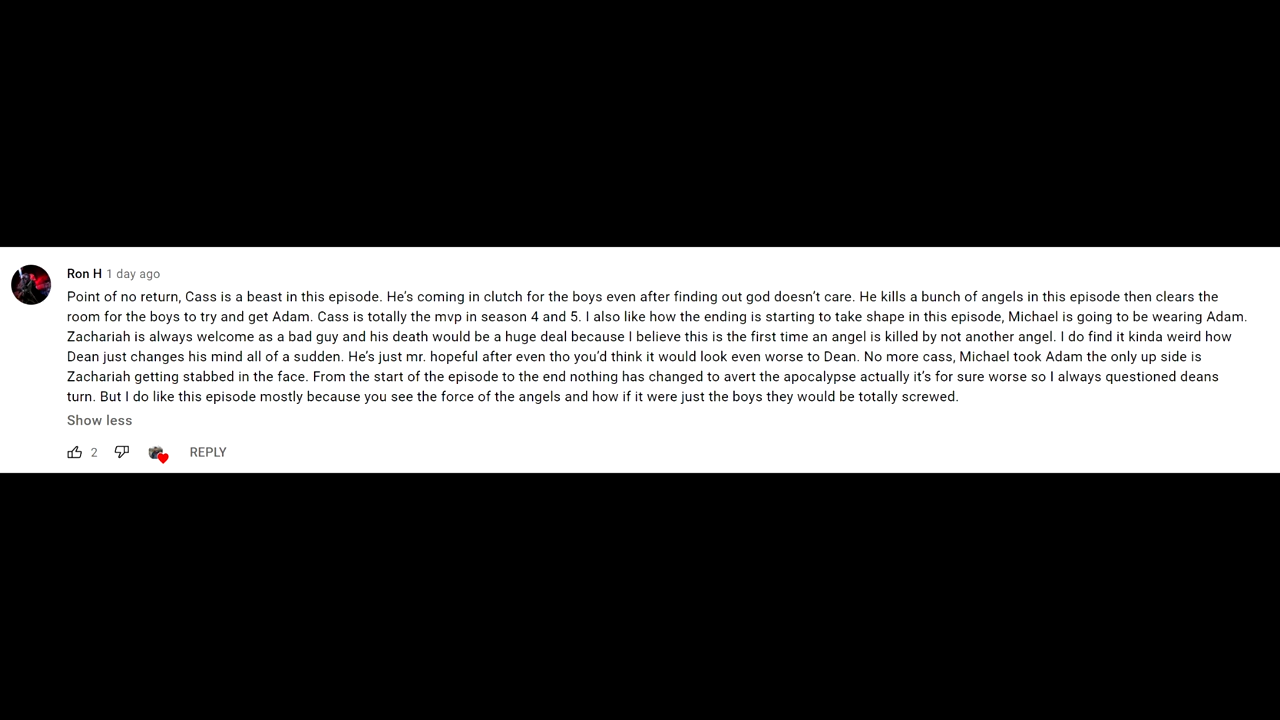 Ron H 1 day ago
Point of no return, Cass is a beast in this episode. He's coming in clutch for the boys even after finding out god doesn't care. He kills a bunch of angels in this episode then clears the
room for the boys to try and get Adam. Cass is totally the mvp in season 4 and 5. I also like how the ending is starting to take shape in this episode, Michael is going to be wearing Adam.
Zachariah is always welcome as a bad guy and his death would be a huge deal because I believe this is the first time an angel is killed by not another angel. I do find it kinda weird how
Dean just changes his mind all of a sudden. He's just mr. hopeful after even tho you'd think it would look even worse to Dean. No more cass, Michael took Adam the only up side is
Zachariah getting stabbed in the face. From the start of the episode to the end nothing has changed to avert the apocalypse actually it's for sure worse so I always questioned deans
turn. But I do like this episode mostly because you see the force of the angels and how if it were just the boys they would be totally screwed.
Show less
2 REPLY